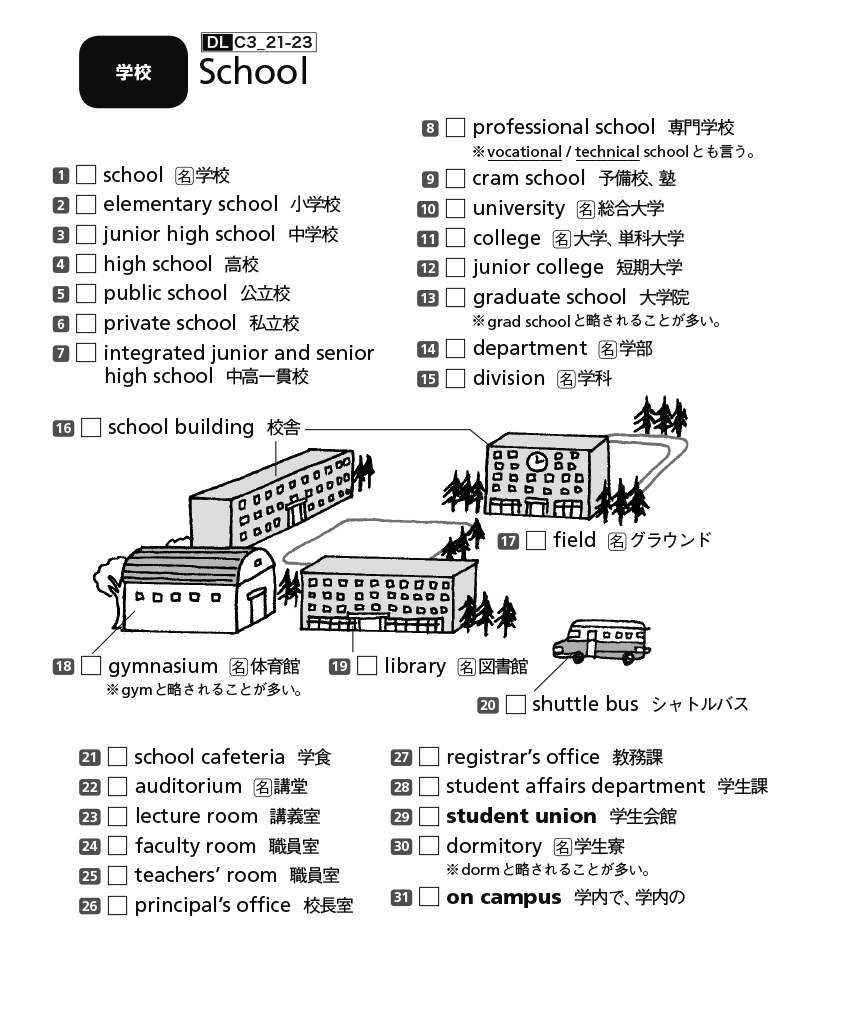 学校
DL C3_21-23
School
1 school 名学校
2 elementary school 小学校
3 junior high school 中学校
4 high school 高校
5 public school 公立校
6 private school 私立校
7 integrated junior and senior
high school 中高一貫校
8 professional school 専門学校
※vocational / technical schoolとも言う。
9 cram school 予備校、塾
10 university 名総合大学
11 college 名大学、単科大学
12 junior college 短期大学
13 graduate school 大学院
※grad schoolと略されることが多い。
14 department 名学部
15 division 名学科
16 school building 校舎
17 field 名グラウンド
18 gymnasium 名体育館
※gymと略されることが多い。
19 library 名図書館
20 shuttle bus シャトルバス
21 school cafeteria 学食
22 auditorium 名講堂
23 lecture room 講義室
24 faculty room 職員室
25 teachers’ room 職員室
26 principal’s office 校長室
27 registrar’s office 教務課
28 student affairs department 学生課
29 student union 学生会館
30 dormitory 名学生寮
※dormと略されることが多い。
31 on campus 学内で、学内の